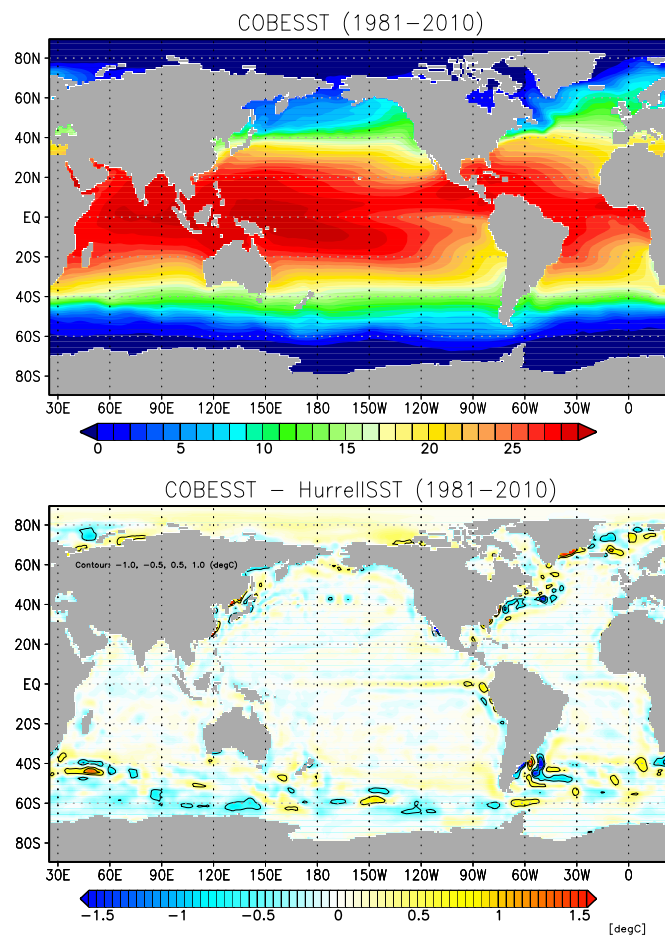 COBESST (1981-2010)
80N
60N
40N
20N
EQ
20S
40S
60S
80S
30E 60E 90E 120E 150E 180 150W 120W 90W 60W 30W 0
0 5 10 15 20 25
COBESST - HurrellSST (1981-2010)
80N
Contour: -1.0, -0.5, 0.5, 1.0 (degC)
60N
40N
20N
EQ
20S
40S
60S
80S
30E 60E 90E 120E 150E 180 150W 120W 90W 60W 30W 0
-1.5 -1 -0.5 0 0.5 1 1.5
[degC]